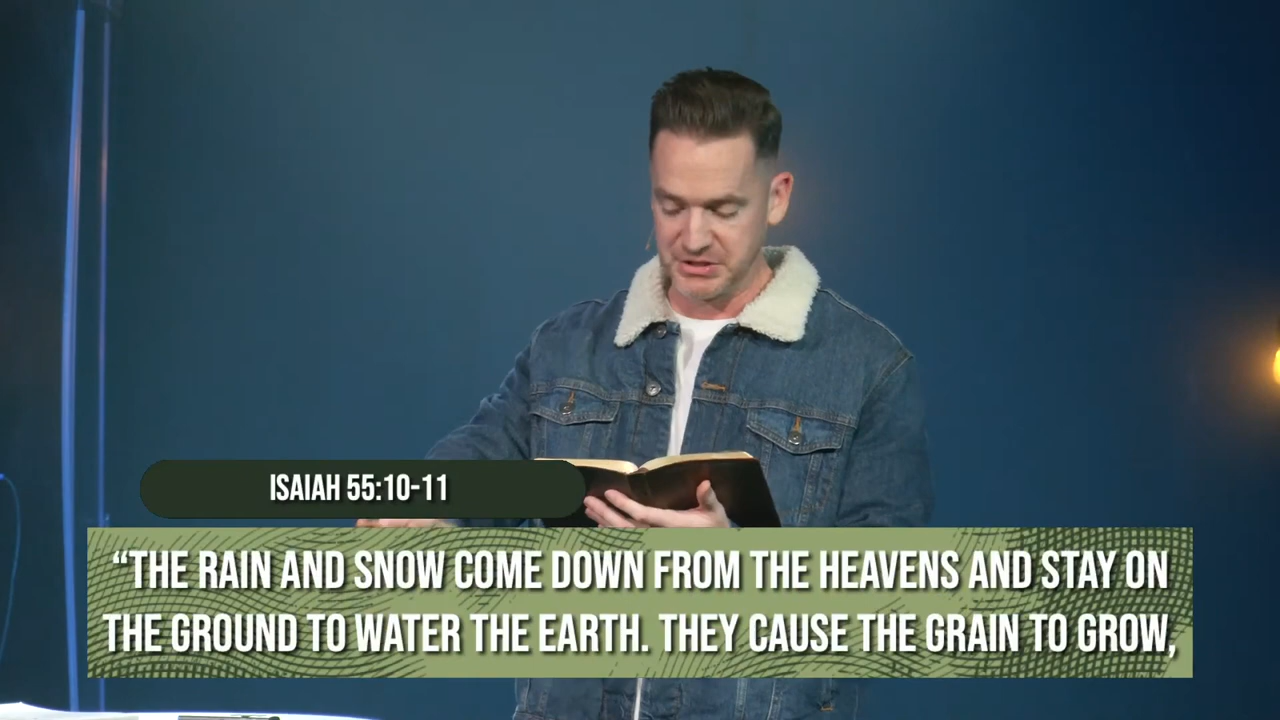 ISAIAH 55:10-11
“THE RAIN AND SNOW COME DOWN FROM THE HEAVENS AND STAY ON
THE GROUND TO WATER THE EARTH. THEY CAUSE THE GRAIN TO GROW,